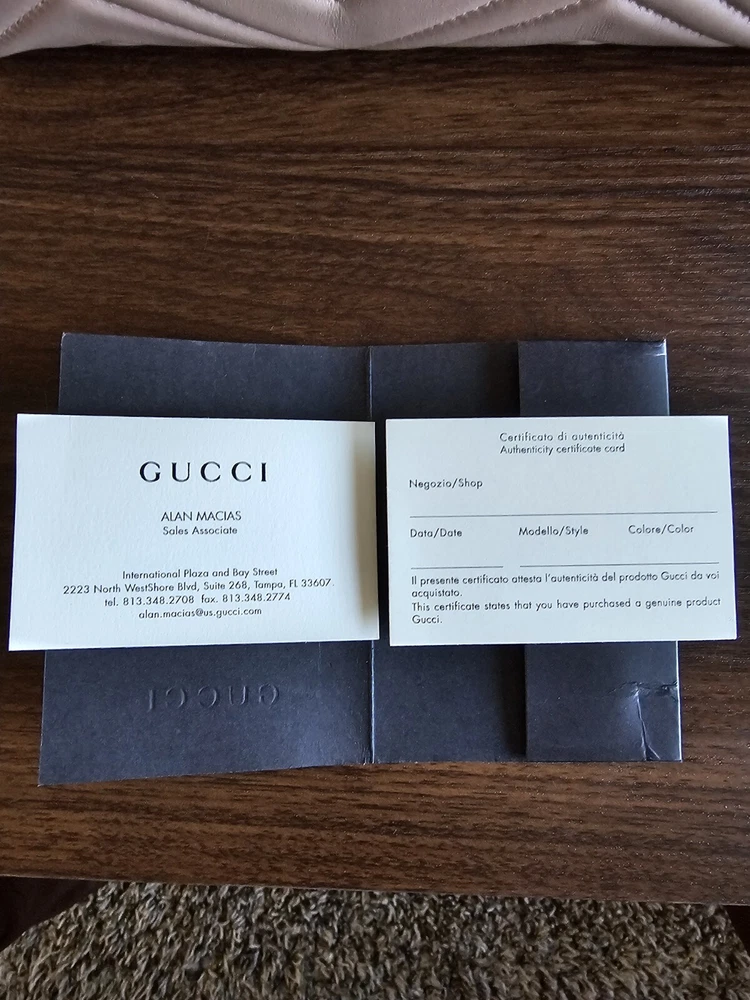 GUCCI
ALAN MACIAS
Sales Associate
International Plaza and Bay Street
2223 North WestShore Blvd, Suite 268, Tampa, FL 33607
tel. 813.348.2708 fax. 813.348.2774
alan.macias@us.gucci.com
Certificato di autenticità
Authenticity certificate card
Negozio/Shop
Data/Date Modello/Style Colore/Color
Il presente certificato attesta l'autenticità del prodotto Gucci da voi
acquistato.
This certificate states that you have purchased a genuine product
Gucci.
GUCCI